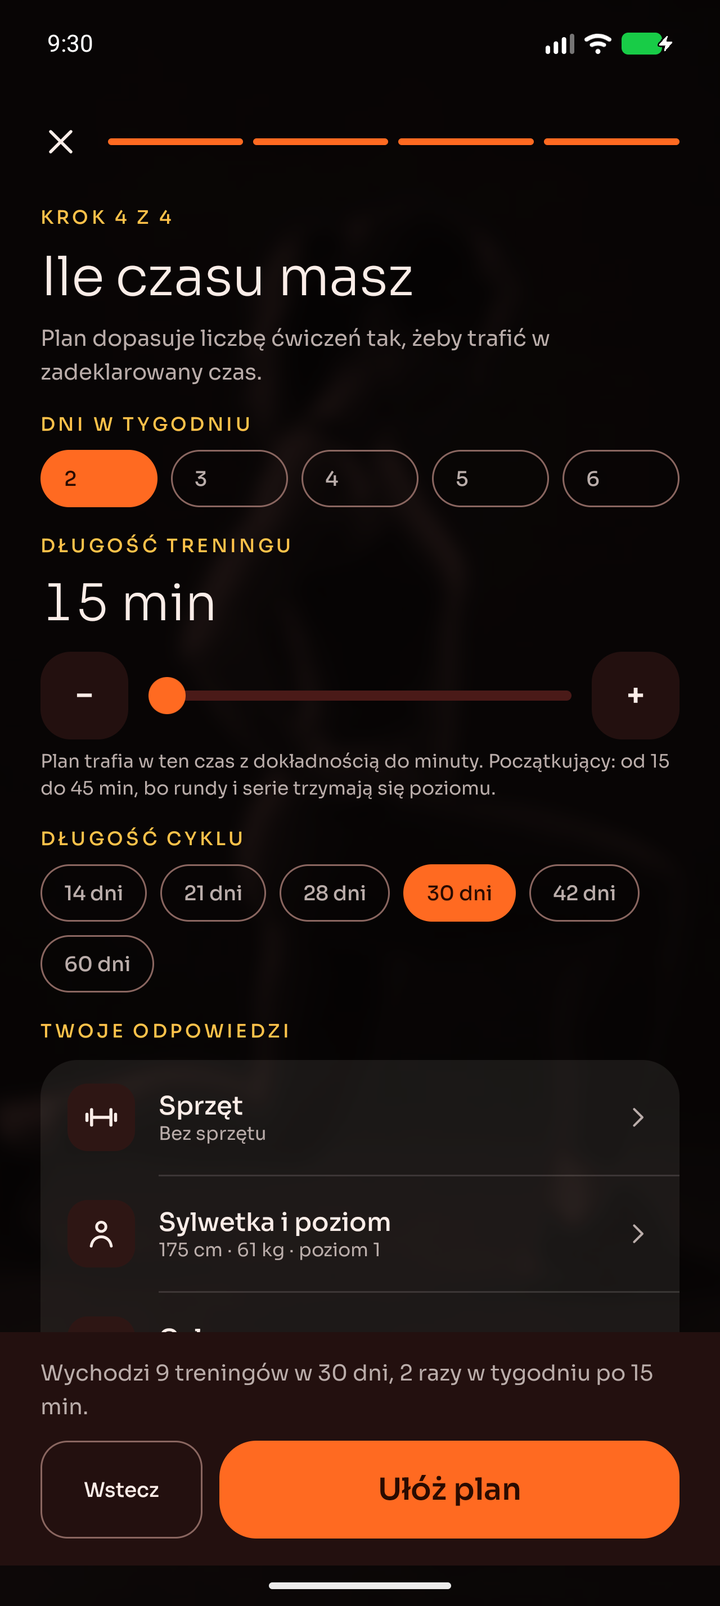 9:30
KROK 4 Z 4
Ile czasu masz
Plan dopasuje liczbę ćwiczeń tak, żeby trafić w
zadeklarowany czas.
DNI W TYGODNIU
2 3 4 5 6
DŁUGOŚĆ TRENINGU
15 min
− +
Plan trafia w ten czas z dokładnością do minuty. Początkujący: od 15
do 45 min, bo rundy i serie trzymają się poziomu.
DŁUGOŚĆ CYKLU
14 dni 21 dni 28 dni 30 dni 42 dni
60 dni
TWOJE ODPOWIEDZI
Sprzęt
Bez sprzętu
Sylwetka i poziom
175 cm · 61 kg · poziom 1
Wychodzi 9 treningów w 30 dni, 2 razy w tygodniu po 15
min.
Wstecz Ułóż plan